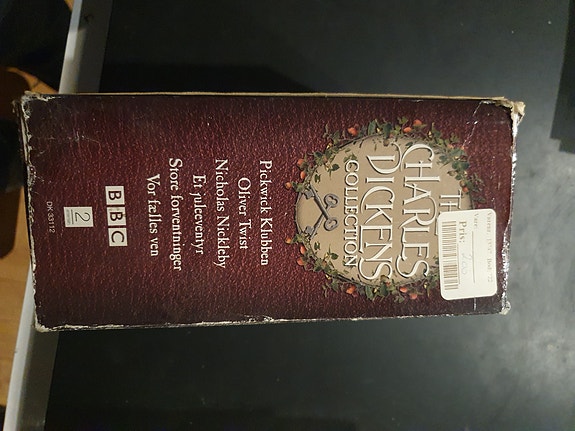 THE
CHARLES
DICKENS
COLLECTION
Pris:
Pickwick Klubben
Oliver Twist
Nicholas Nickleby
Et juleeventyr
Store forventninger
Vor fælles ven
BBC
2
DK 33112